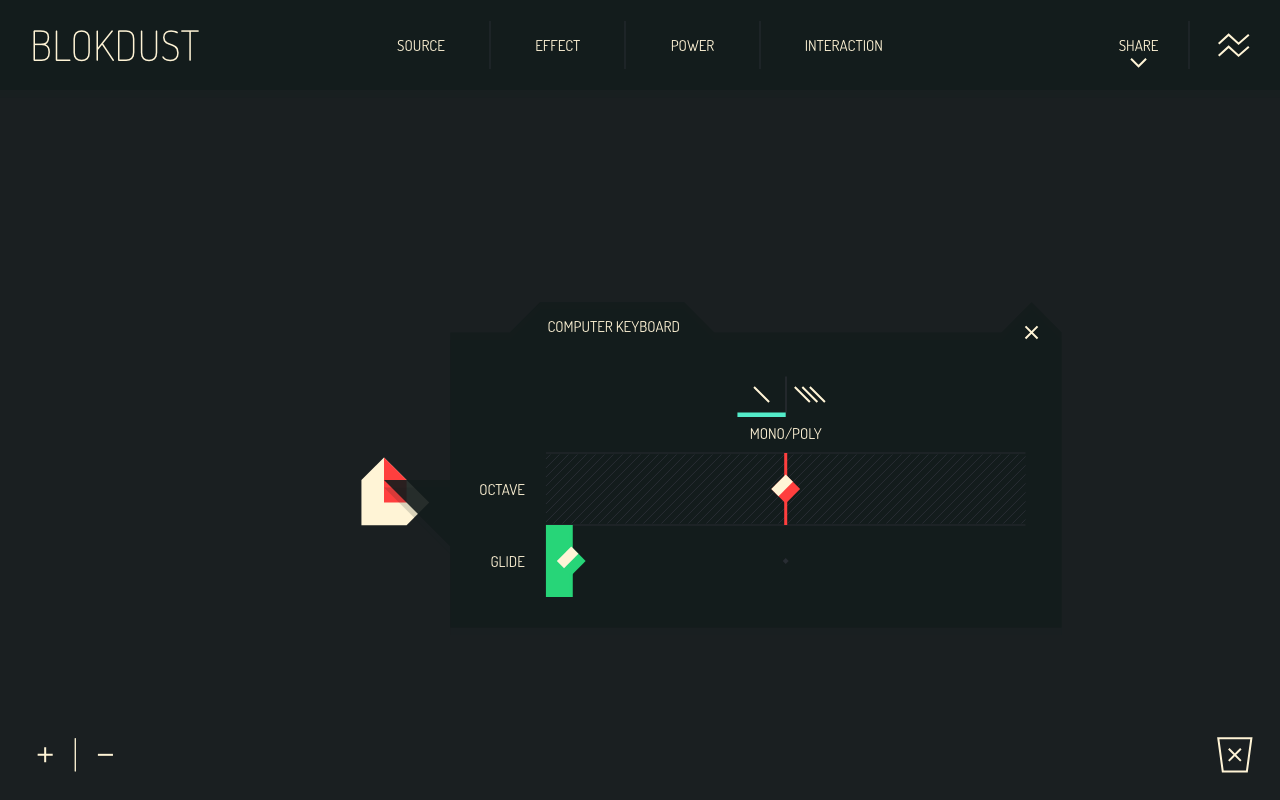 BLOKDUST
SOURCE
EFFECT
POWER
INTERACTION
SHARE
COMPUTER KEYBOARD
MONO/POLY
OCTAVE
GLIDE